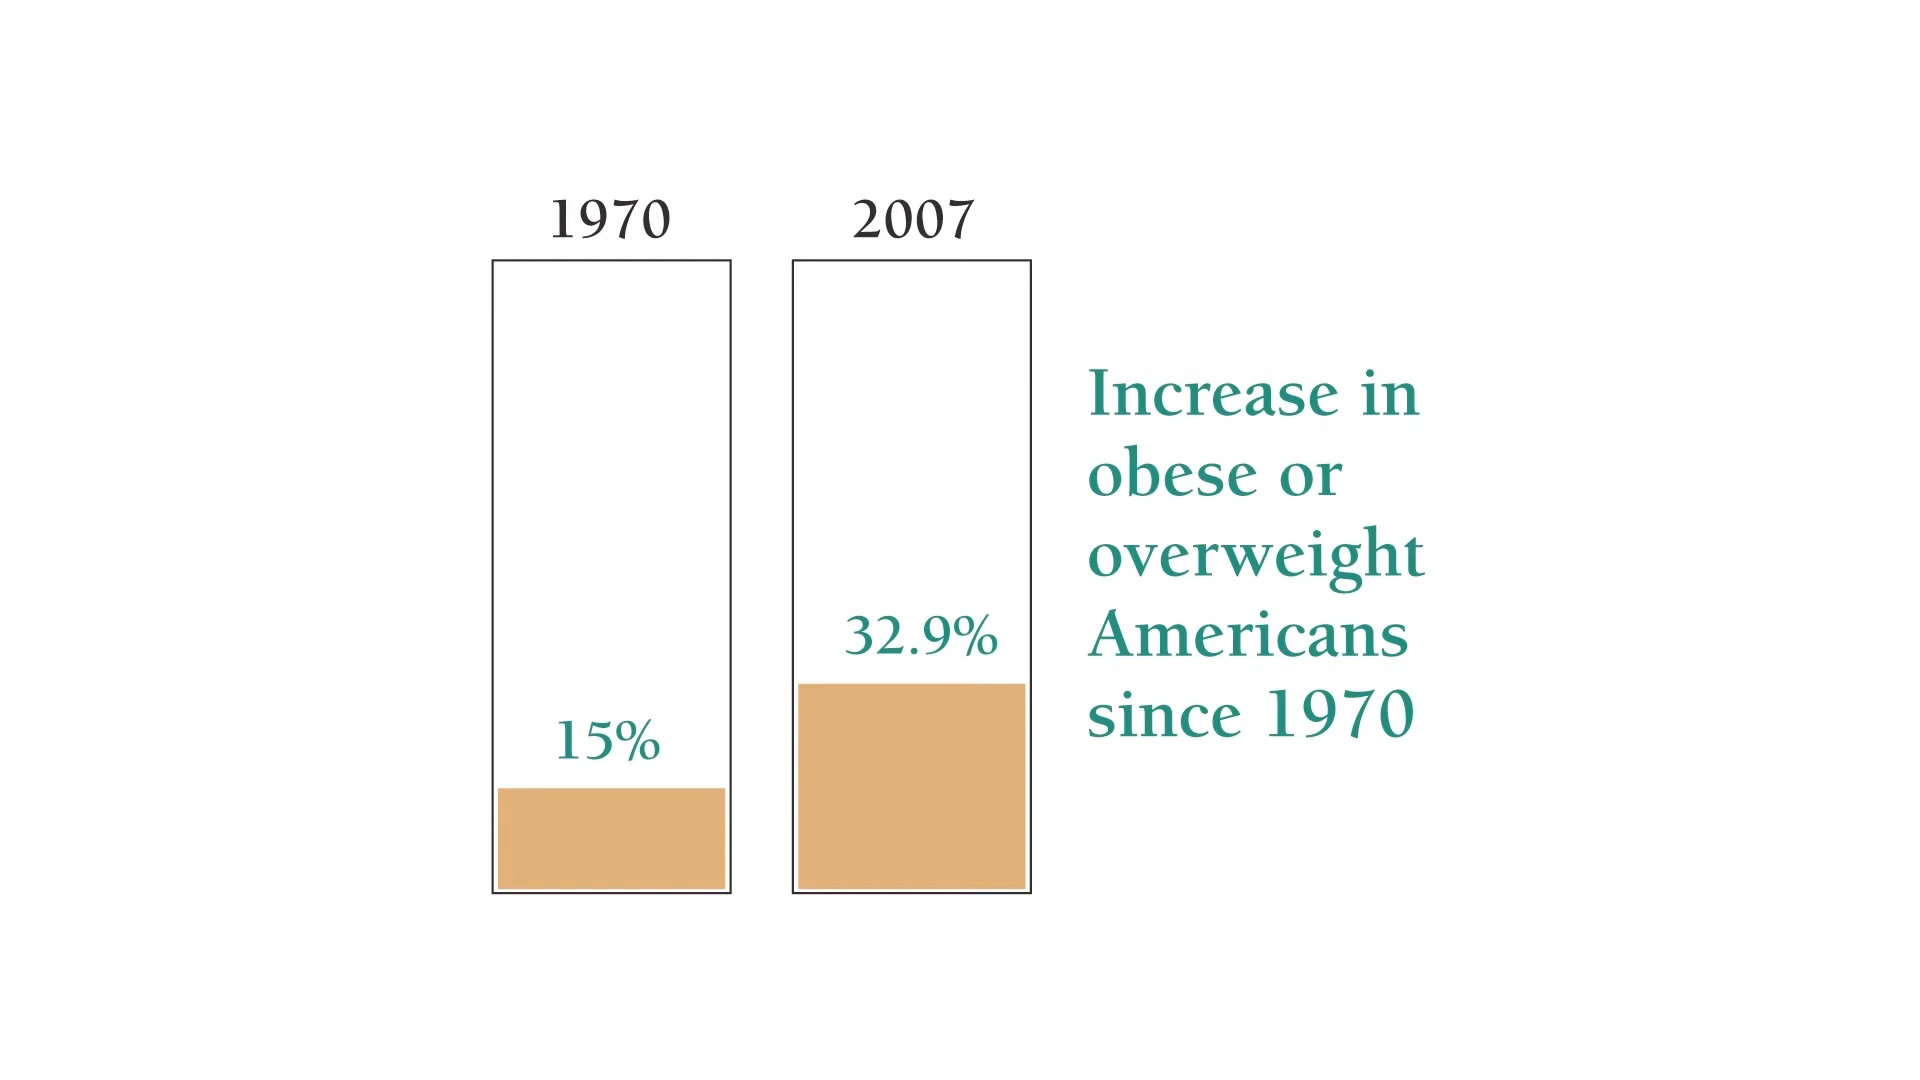 1970
2007
15%
32.9%
Increase in
obese or
overweight
Americans
since 1970